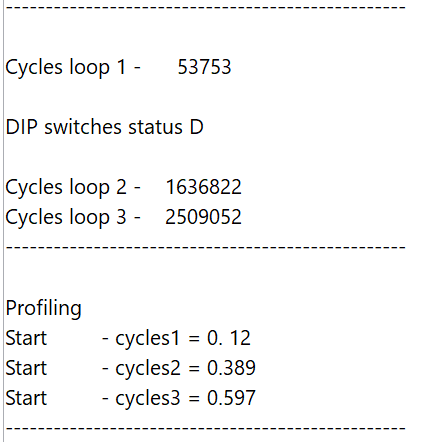 --------------------------------------------------
Cycles loop 1 -      53753
DIP switches status D
Cycles loop 2 -    1636822
Cycles loop 3 -    2509052
--------------------------------------------------
Profiling
Start         - cycles1 = 0. 12
Start         - cycles2 = 0.389
Start         - cycles3 = 0.597
--------------------------------------------------